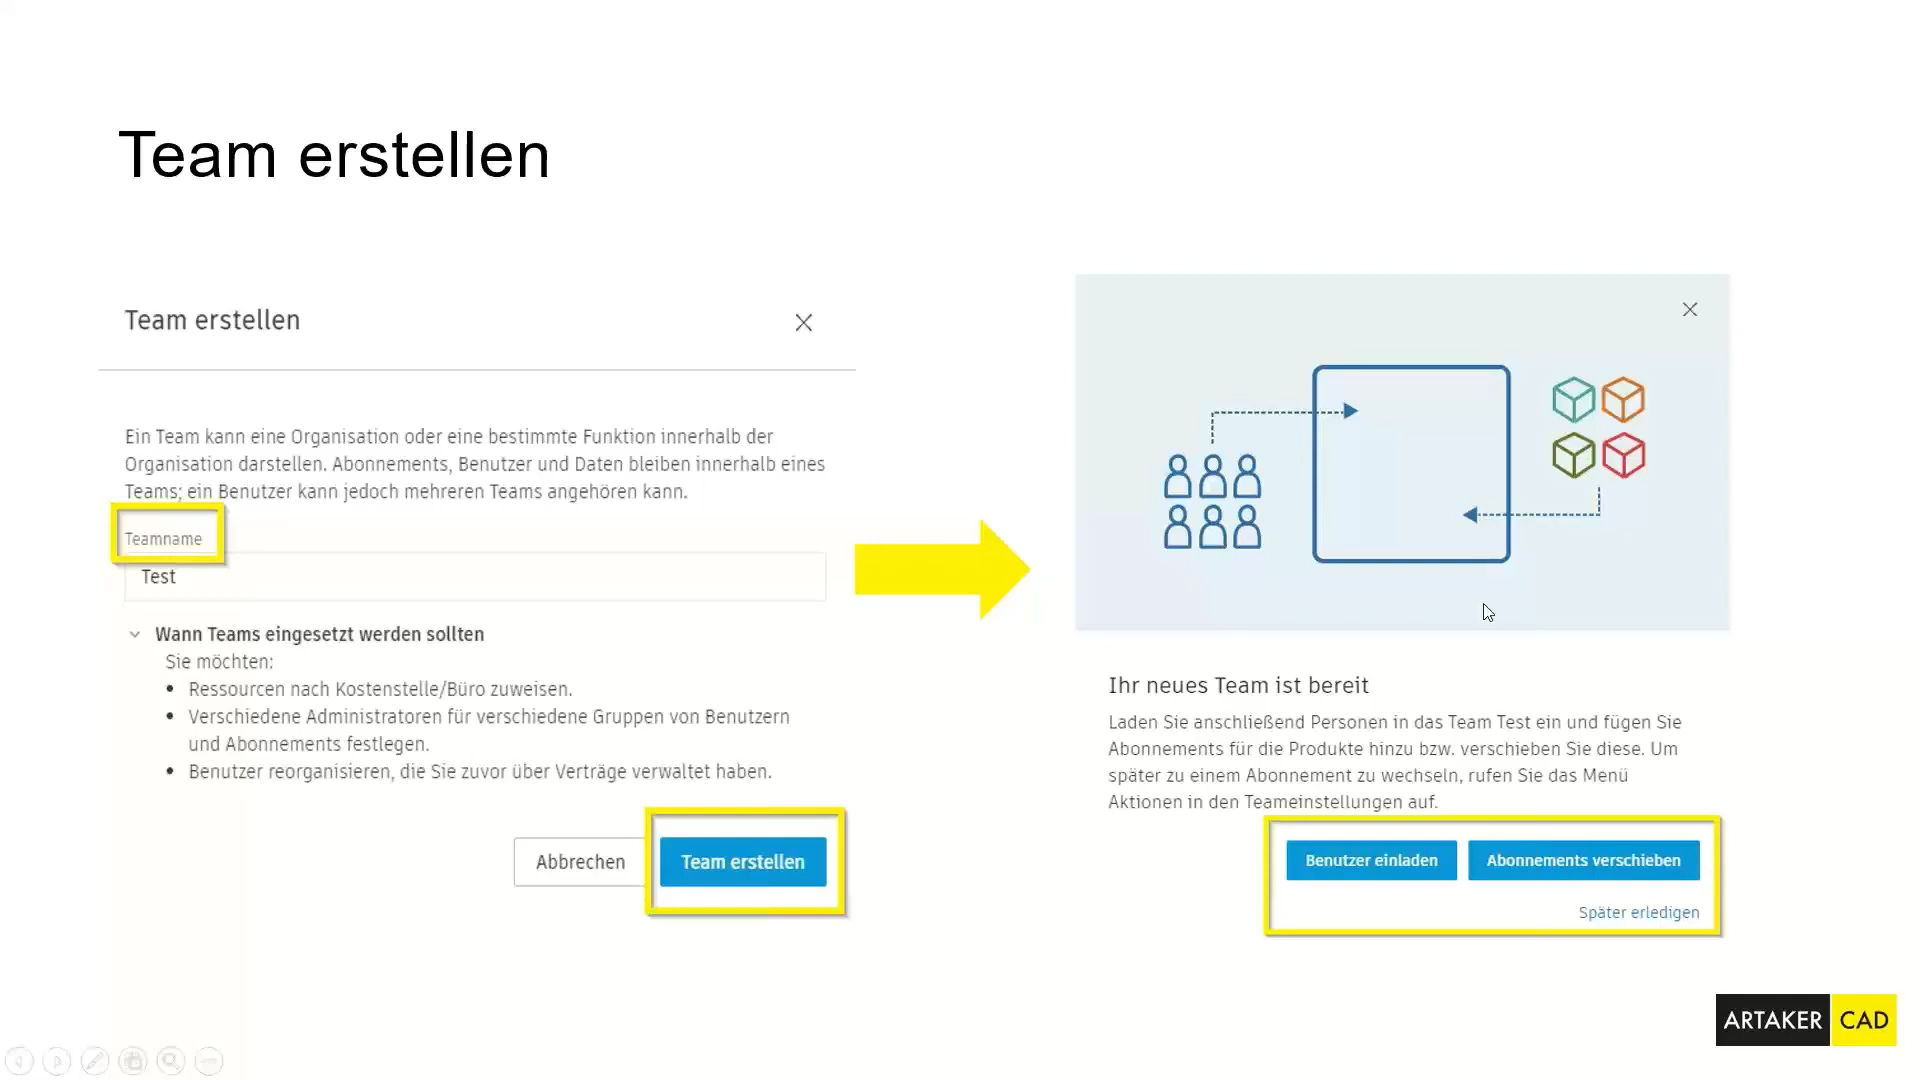 Team erstellen
Team erstellen
Ein Team kann eine Organisation oder eine bestimmte Funktion innerhalb der
Organisation darstellen. Abonnements, Benutzer und Daten bleiben innerhalb eines
Teams; ein Benutzer kann jedoch mehreren Teams angehören kann.
Teamname
Test
Wann Teams eingesetzt werden sollten
Sie möchten:
• Ressourcen nach Kostenstelle/Büro zuweisen.
• Verschiedene Administratoren für verschiedene Gruppen von Benutzern
und Abonnements festlegen.
• Benutzer reorganisieren, die Sie zuvor über Verträge verwaltet haben.
Abbrechen
Team erstellen
Ihr neues Team ist bereit
Laden Sie anschließend Personen in das Team Test ein und fügen Sie
Abonnements für die Produkte hinzu bzw. verschieben Sie diese. Um
später zu einem Abonnement zu wechseln, rufen Sie das Menü
Aktionen in den Teameinstellungen auf.
Benutzer einladen
Abonnements verschieben
Später erledigen
ARTAKER CAD